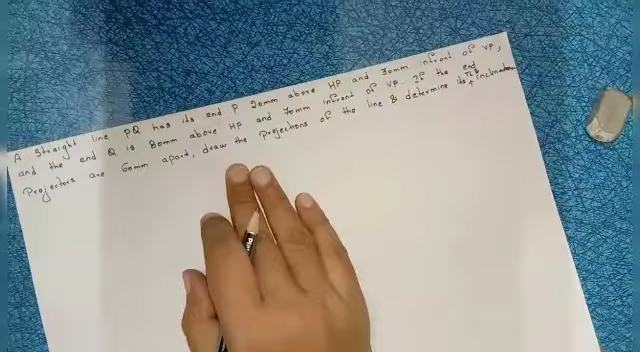 A Straight line PQ has its end P 20mm above HP and 30mm infront of VP,
and the end Q is 80mm above HP and 70mm infront of VP. If the end
Projectors are 60mm apart, draw the Projections of the line & determine its TL & + inclinations